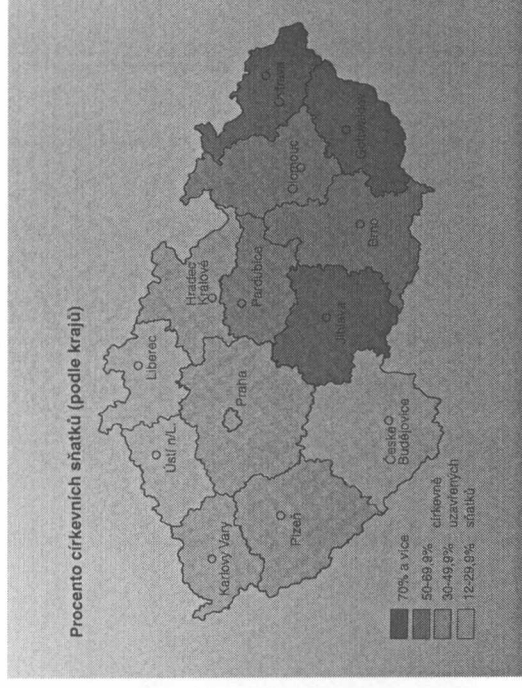 Procento církevních sňatků (podle krajů)
Liberec
Ústí n/L.
Karlovy Vary
Hradec
Králové
Praha
Pardubice
Olomouc
Ostrava
Plzeň
Jihlava
Brno
České
Budějovice
70% a více
50-69,9%
30-49,9%
12-29,9%
církevně
uzavřených
sňatků